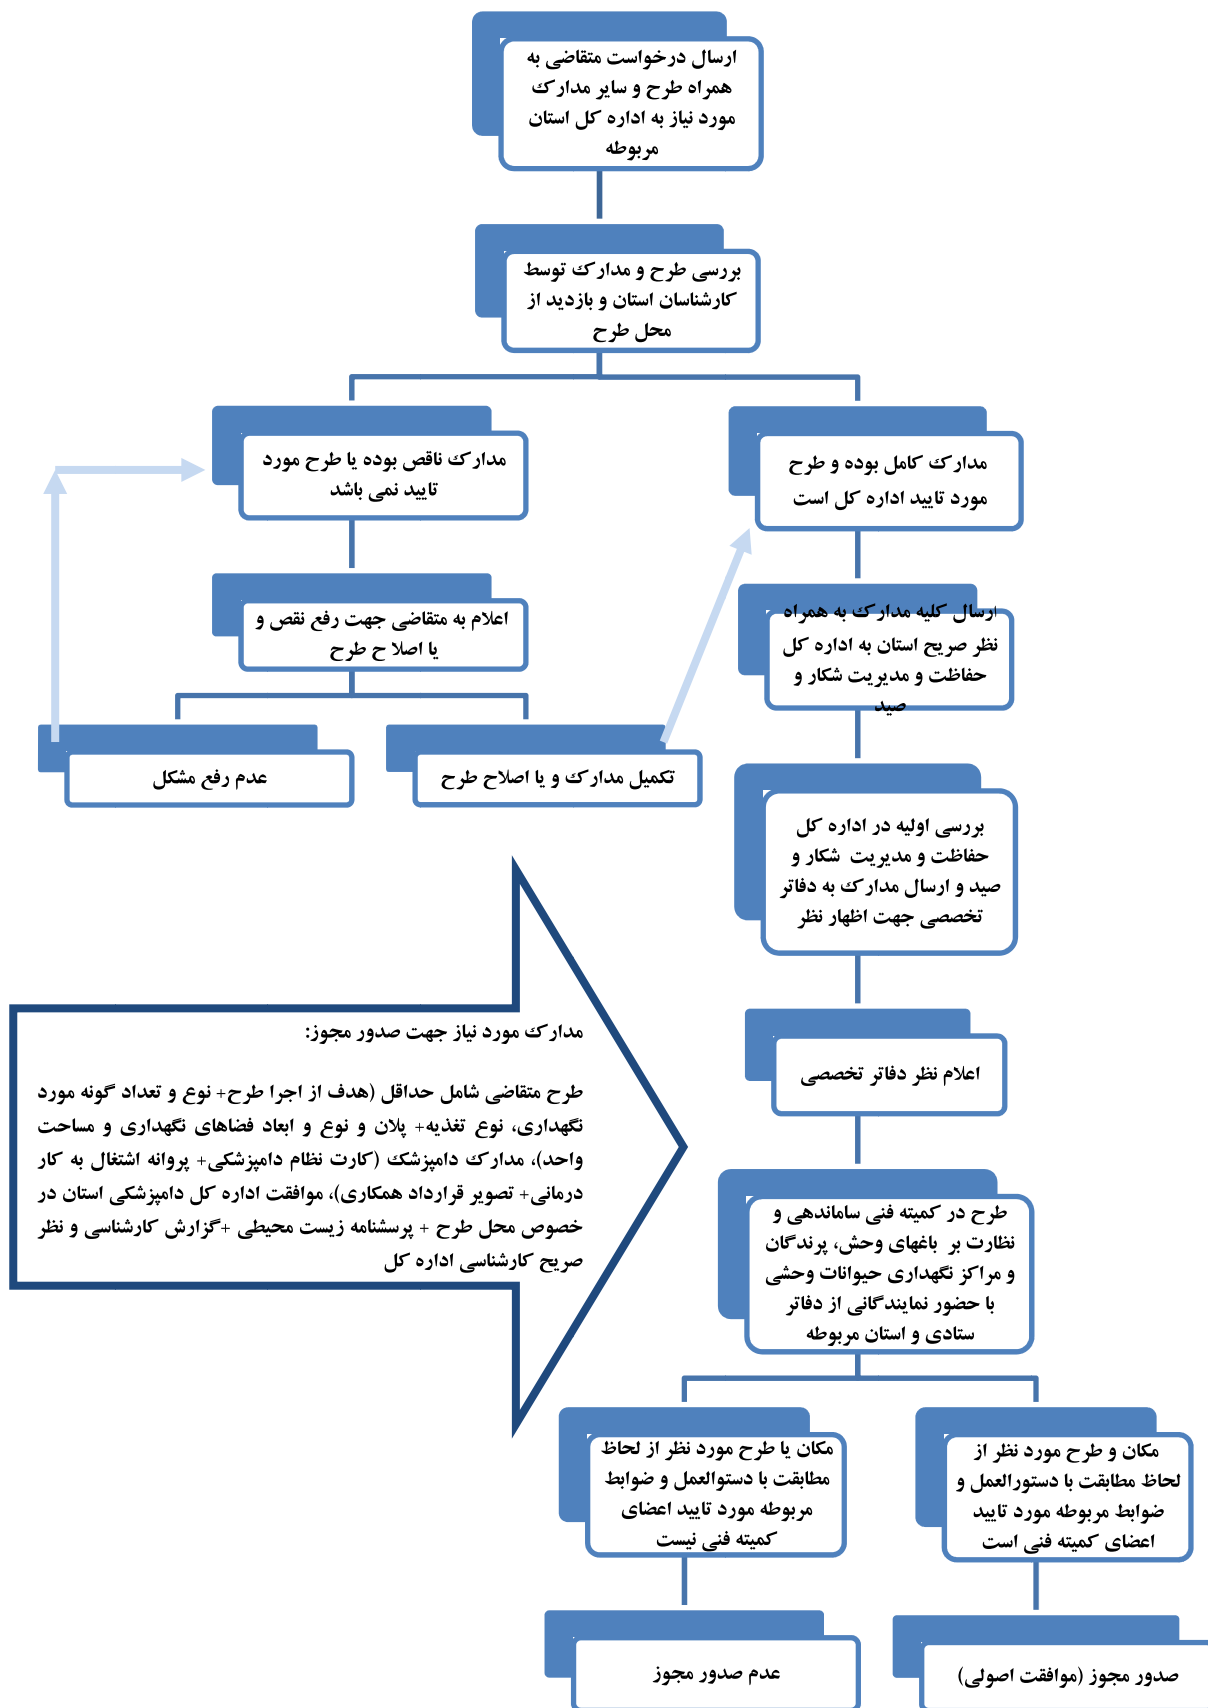 ارسال درخواست متقاضی به
همراه طرح و سایر مدارک
مورد نیاز به اداره کل استان
مربوطه
بررسی طرح و مدارک توسط
کارشناسان استان و بازدید از
محل طرح
مدارک کامل بوده و طرح
مورد تایید اداره کل است
مدارک ناقص بوده یا طرح مورد
تایید نمی باشد
اعلام به متقاضی جهت رفع نقص و
یا اصلا ح طرح
عدم رفع مشکل
تکمیل مدارک و یا اصلاح طرح
ارسال کلیه مدارک به همراه
نظر صریح استان به اداره کل
حفاظت و مدیریت شکار و
صید
بررسی اولیه در اداره کل
حفاظت و مدیریت شکار و
صید و ارسال مدارک به دفاتر
تخصصی جهت اظهار نظر
اعلام نظر دفاتر تخصصی
مدارک مورد نیاز جهت صدور مجوز:
طرح متقاضی شامل حداقل (هدف از اجرا طرح+ نوع و تعداد گونه مورد
نگهداری، نوع تغذیه+ پلان و نوع و ابعاد فضاهای نگهداری و مساحت
واحد)، مدارک دامپزشک (کارت نظام دامپزشکی+ پروانه اشتغال به کار
درمانی+ تصویر قرارداد همکاری)، موافقت اداره کل دامپزشکی استان در
خصوص محل طرح + پرسشنامه زیست محیطی +گزارش کارشناسی و نظر
صریح کارشناسی اداره کل
طرح در کمیته فنی ساماندهی و
نظارت بر باغهای وحش، پرندگان
و مراکز نگهداری حیوانات وحشی
با حضور نمایندگانی از دفاتر
ستادی و استان مربوطه
مکان و طرح مورد نظر از
لحاظ مطابقت با دستورالعمل و
ضوابط مربوطه مورد تایید
اعضای کمیته فنی است
مکان یا طرح مورد نظر از لحاظ
مطابقت با دستوالعمل و ضوابط
مربوطه مورد تایید اعضای
کمیته فنی نیست
صدور مجوز (موافقت اصولی)
عدم صدور مجوز